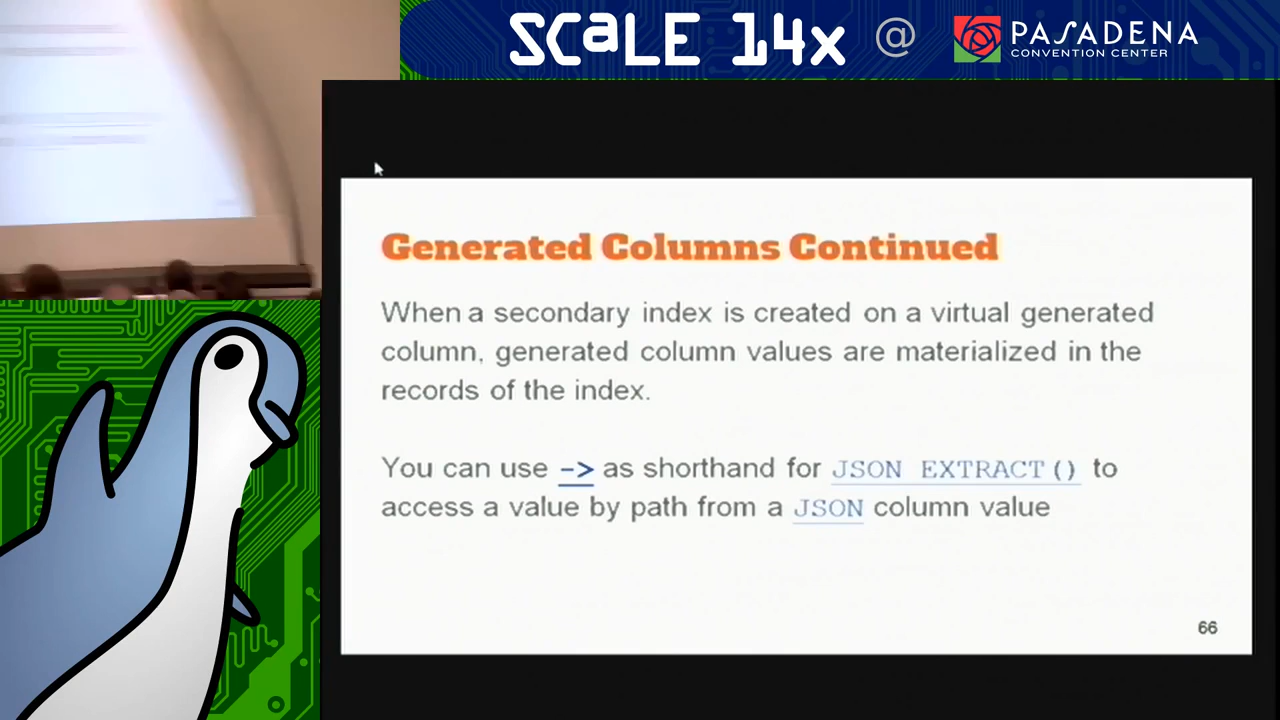 SCALE 14x @ PASADENA
CONVENTION CENTER
Generated Columns Continued
When a secondary index is created on a virtual generated
column, generated column values are materialized in the
records of the index.
You can use -> as shorthand for JSON_EXTRACT() to
access a value by path from a JSON column value
66